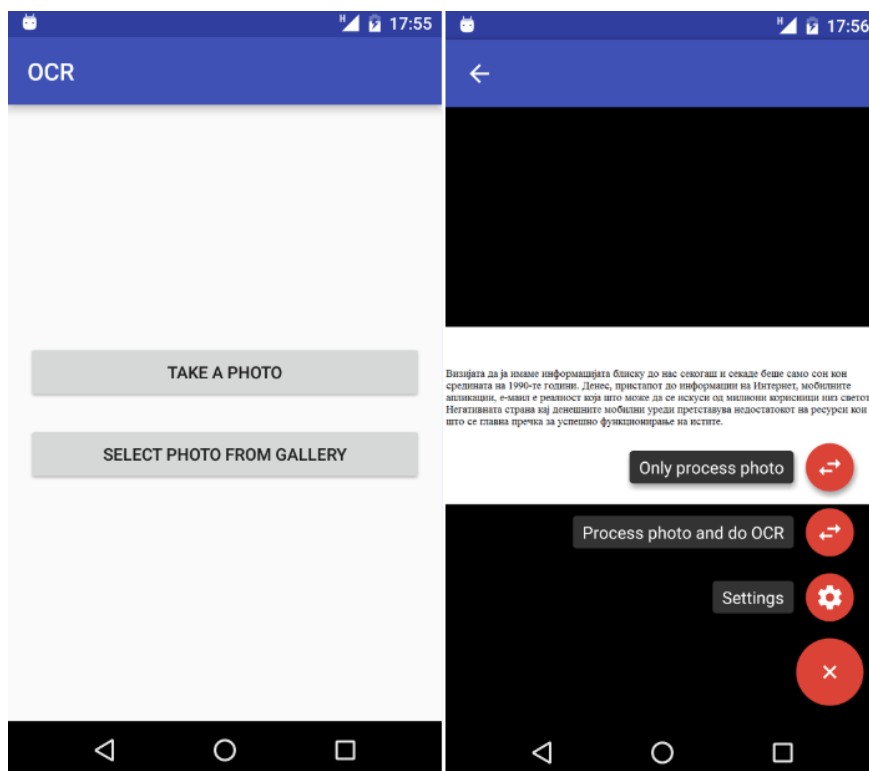 H 17:55
OCR
TAKE A PHOTO
SELECT PHOTO FROM GALLERY
H 17:56
Визијата да ја имаме информацијата блиску до нас секогаш и секаде беше само сон кон
средината на 1990-те години. Денес, пристапот до информации на Интернет, мобилните
апликации, е-маил е реалност која што може да се искуси од милиони корисници низ светот
Негативната страна кај денешните мобилни уреди претставува недостатокот на ресурси кои
што се главна пречка за успешно функционирање на истите.
Only process photo
Process photo and do OCR
Settings